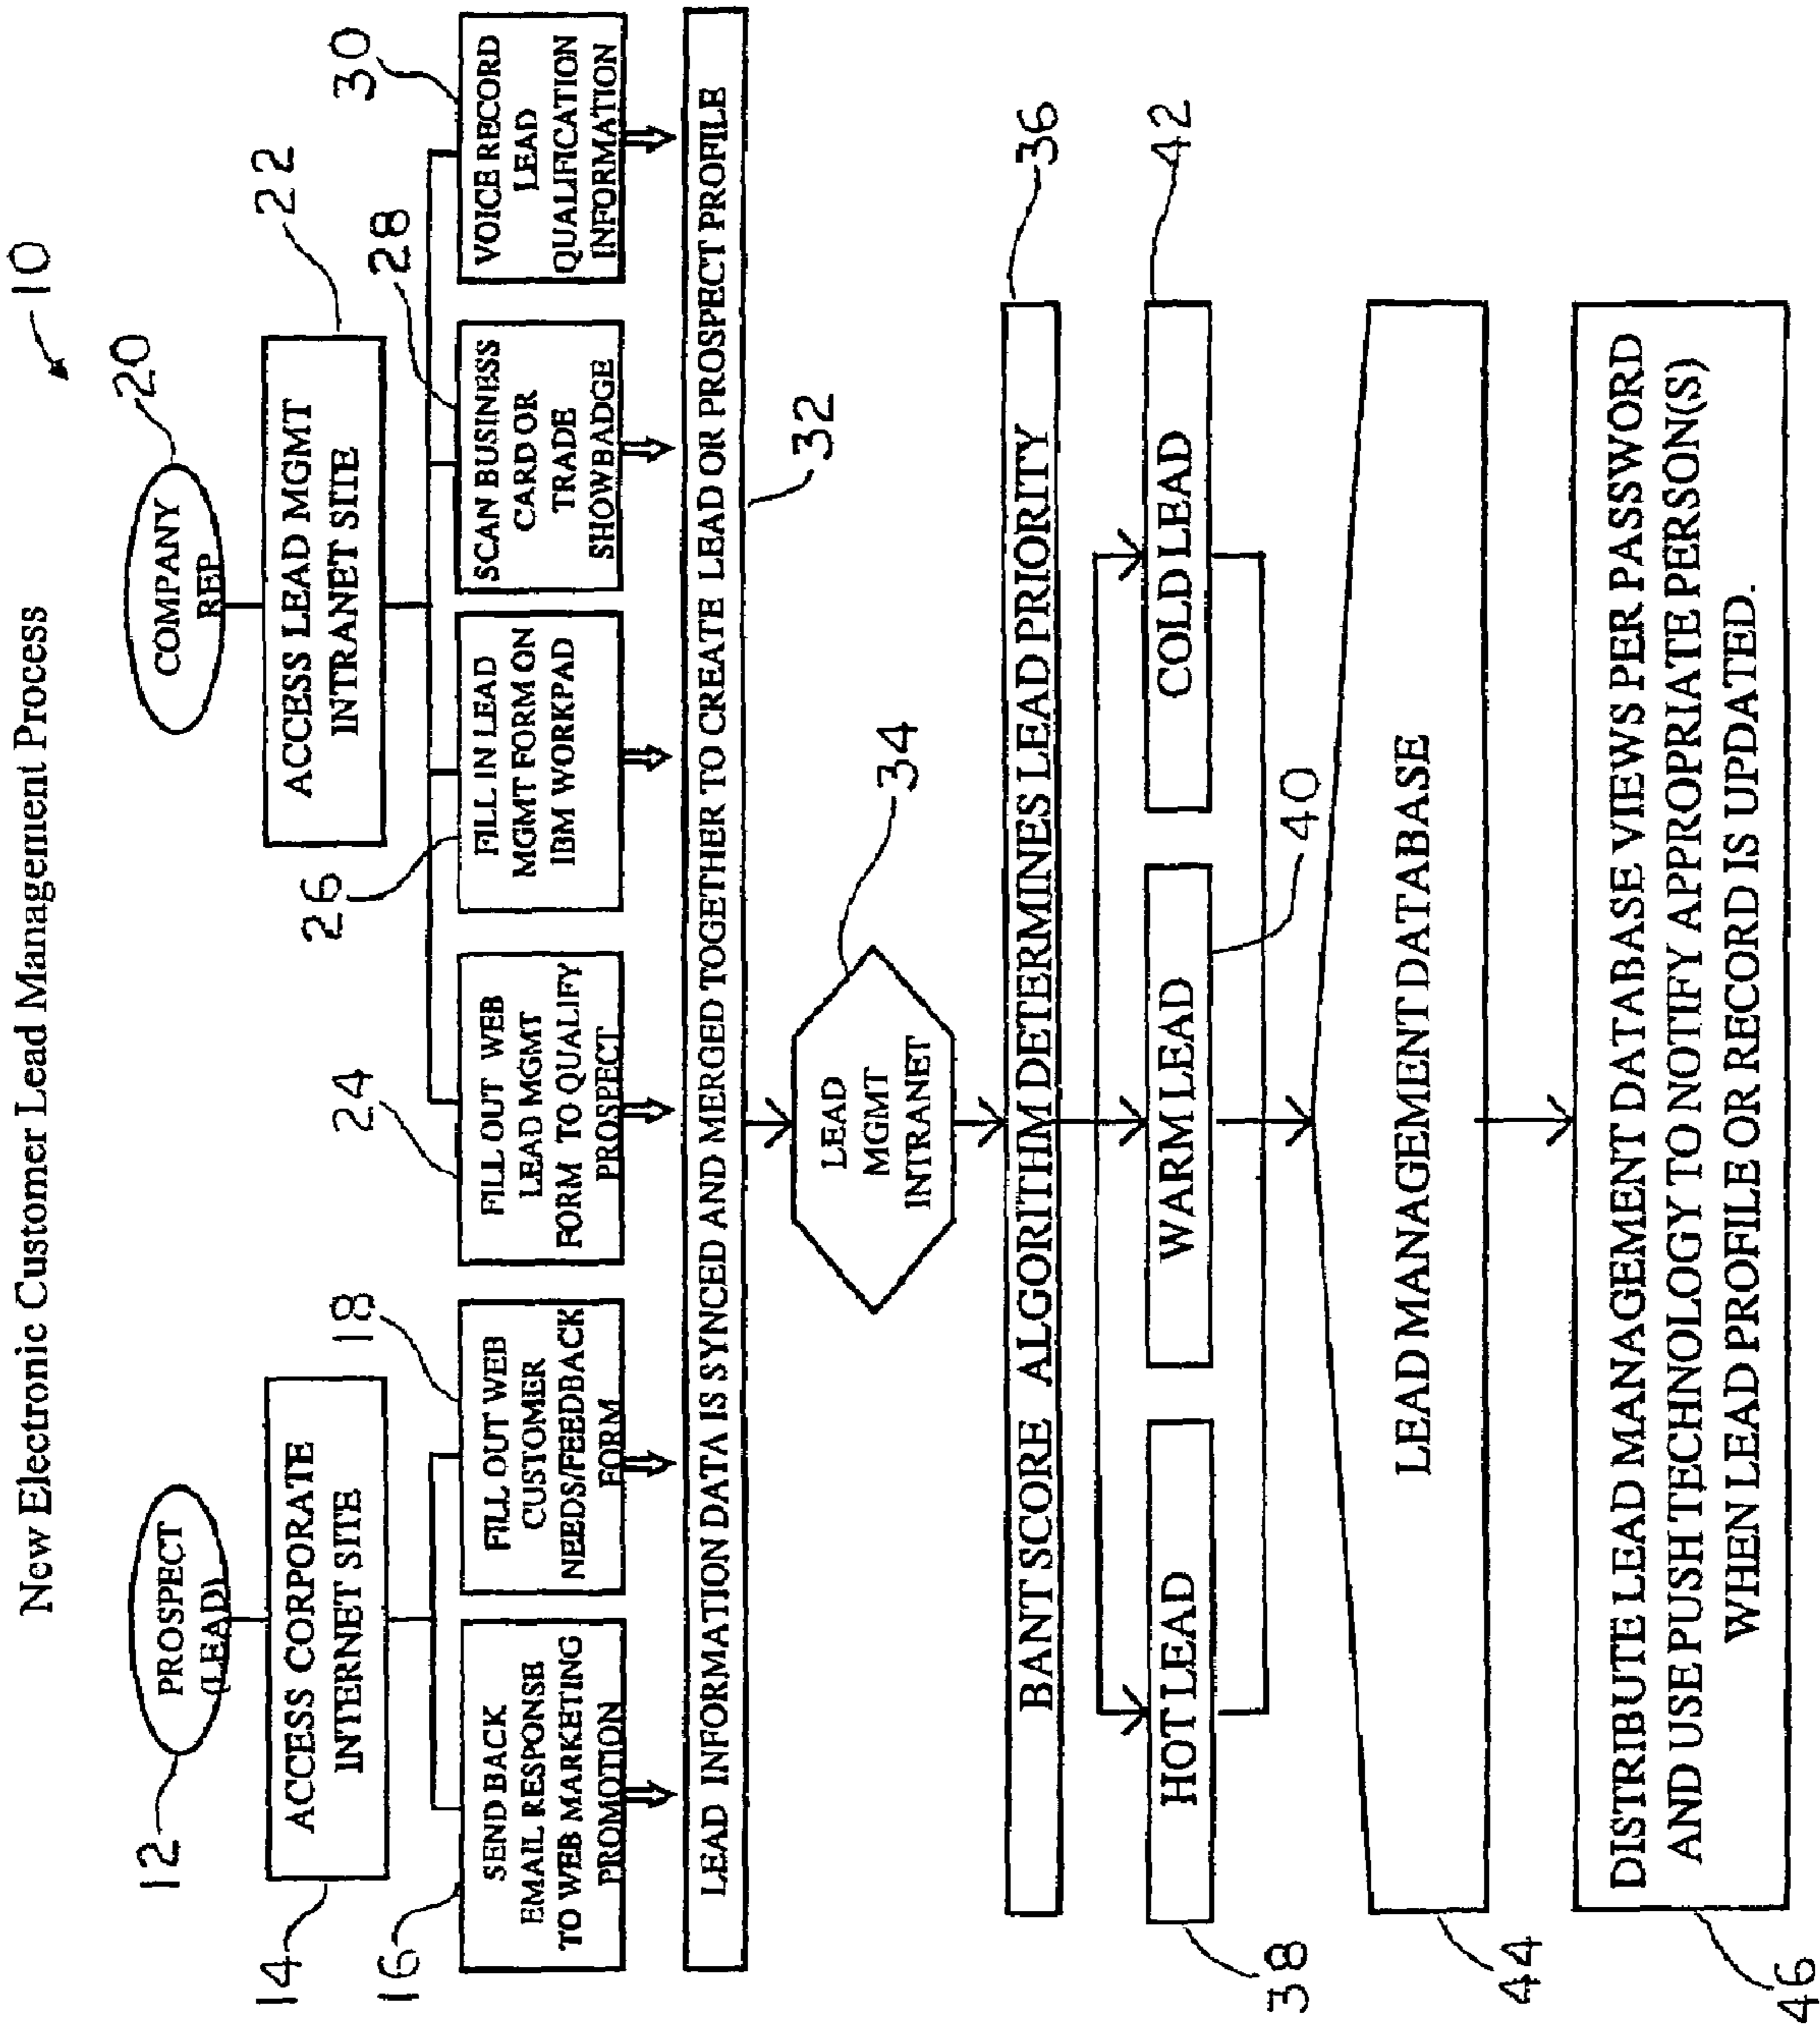 New Electronic Customer Lead Management Process
10
12
PROSPECT
(LEAD)
20
COMPANY
REP
14
ACCESS CORPORATE
INTERNET SITE
22
ACCESS LEAD MGMT
INTRANET SITE
16
SEND BACK
EMAIL RESPONSE
TO WEB MARKETING
PROMOTION
18
FILL OUT WEB
CUSTOMER
NEEDS/FEEDBACK
FORM
24
FILL OUT WEB
LEAD MGMT
FORM TO QUALIFY
PROSPECT
26
FILL IN LEAD
MGMT FORM ON
IBM WORKPAD
28
SCAN BUSINESS
CARD OR
TRADE
SHOWBADGE
30
VOICE RECORD
LEAD
QUALIFICATION
INFORMATION
LEAD INFORMATION DATA IS SYNCED AND MERGED TOGETHER TO CREATE LEAD OR PROSPECT PROFILE
32
34
LEAD
MGMT
INTRANET
BANT SCORE ALGORITHM DETERMINES LEAD PRIORITY
36
38
HOT LEAD
WARM LEAD
40
COLD LEAD
42
44
LEAD MANAGEMENT DATABASE
46
DISTRIBUTE LEAD MANAGEMENT DATABASE VIEWS PER PASSWORD
AND USE PUSH TECHNOLOGY TO NOTIFY APPROPRIATE PERSON(S)
WHEN LEAD PROFILE OR RECORD IS UPDATED.